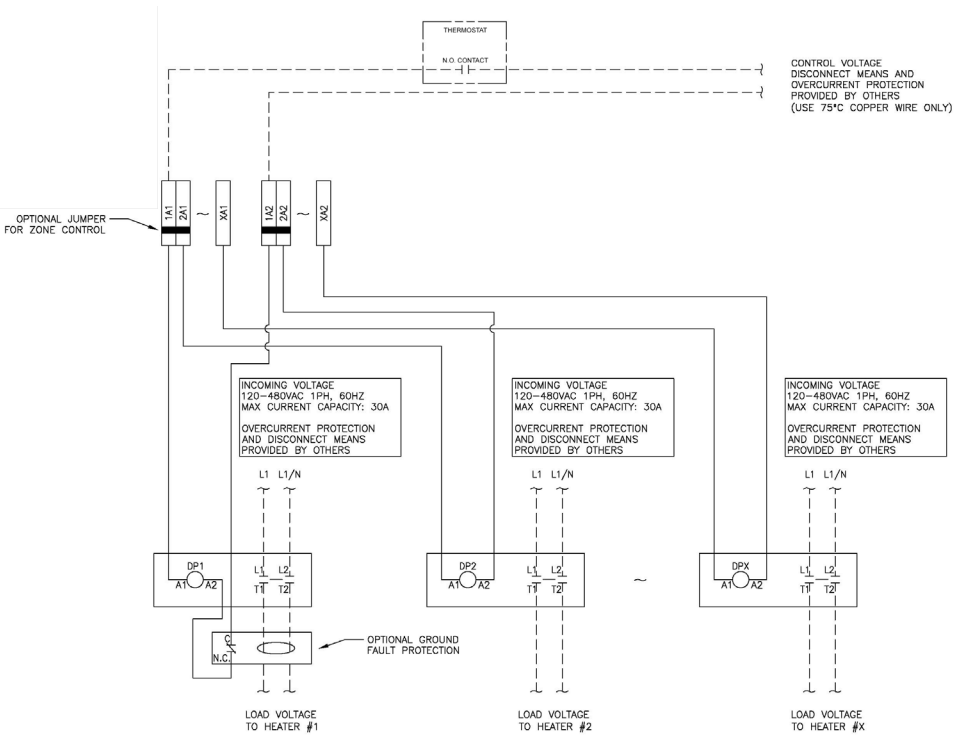 THERMOSTAT
N.O. CONTACT
CONTROL VOLTAGE
DISCONNECT MEANS AND
OVERCURRENT PROTECTION
PROVIDED BY OTHERS
(USE 75°C COPPER WIRE ONLY)
1A1
2A1
~
XA1
1A2
2A2
~
XA2
OPTIONAL JUMPER
FOR ZONE CONTROL
INCOMING VOLTAGE
120-480VAC 1PH, 60HZ
MAX CURRENT CAPACITY: 30A
OVERCURRENT PROTECTION
AND DISCONNECT MEANS
PROVIDED BY OTHERS
INCOMING VOLTAGE
120-480VAC 1PH, 60HZ
MAX CURRENT CAPACITY: 30A
OVERCURRENT PROTECTION
AND DISCONNECT MEANS
PROVIDED BY OTHERS
INCOMING VOLTAGE
120-480VAC 1PH, 60HZ
MAX CURRENT CAPACITY: 30A
OVERCURRENT PROTECTION
AND DISCONNECT MEANS
PROVIDED BY OTHERS
L1 L1/N
L1 L1/N
L1 L1/N
DP1
A1 A2
L1 L2
T1 T2
DP2
A1 A2
L1 L2
T1 T2
~
DPX
A1 A2
L1 L2
T1 T2
C
N.C.
OPTIONAL GROUND
FAULT PROTECTION
LOAD VOLTAGE
TO HEATER #1
LOAD VOLTAGE
TO HEATER #2
LOAD VOLTAGE
TO HEATER #X